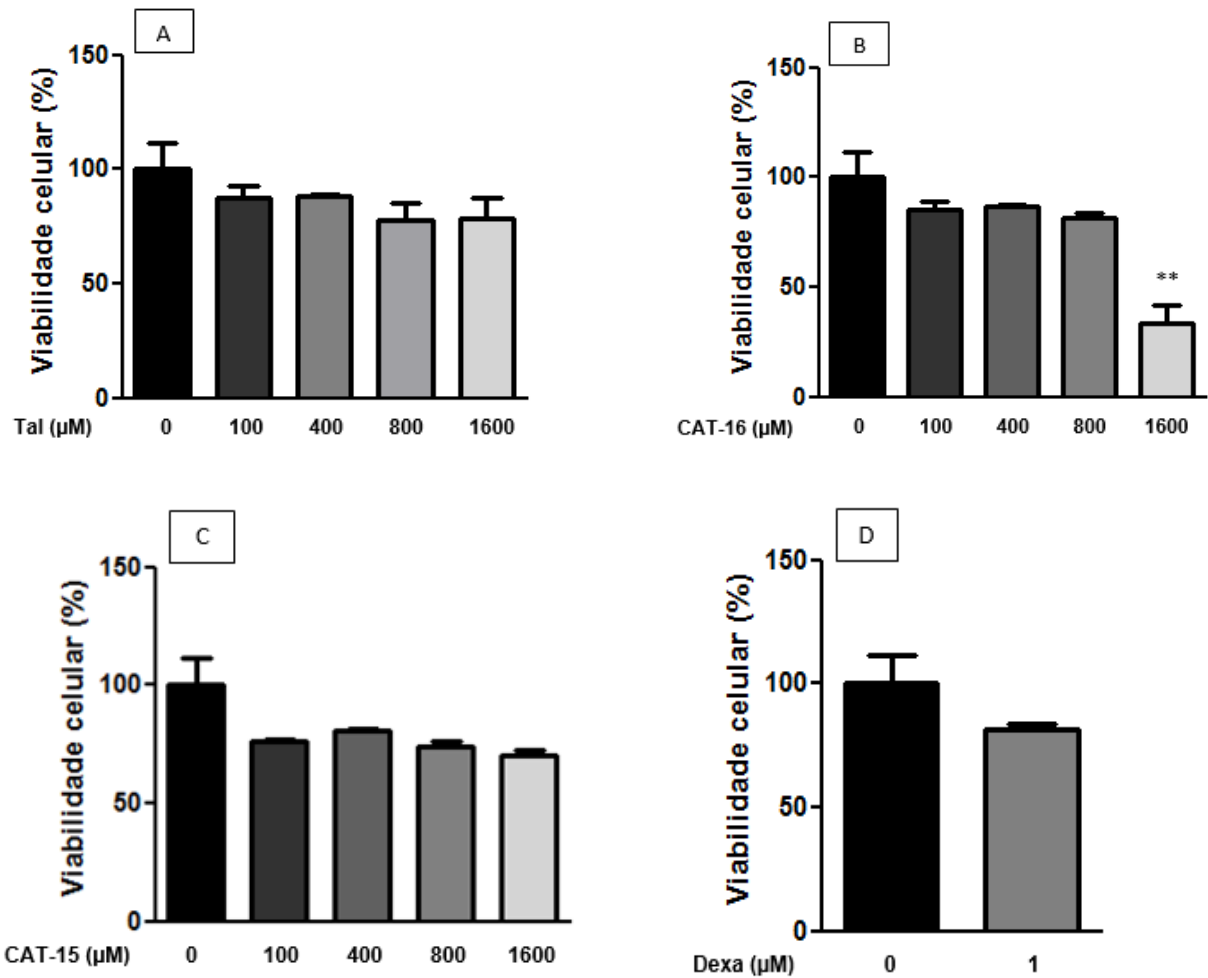 A
Viabilidade celular (%)
150
100
50
0
Tal (µM) 0 100 400 800 1600
B
Viabilidade celular (%)
150
100
50
0
**
CAT-16 (µM) 0 100 400 800 1600
C
Viabilidade celular (%)
150
100
50
0
CAT-15 (µM) 0 100 400 800 1600
D
Viabilidade celular (%)
150
100
50
0
Dexa (µM) 0 1